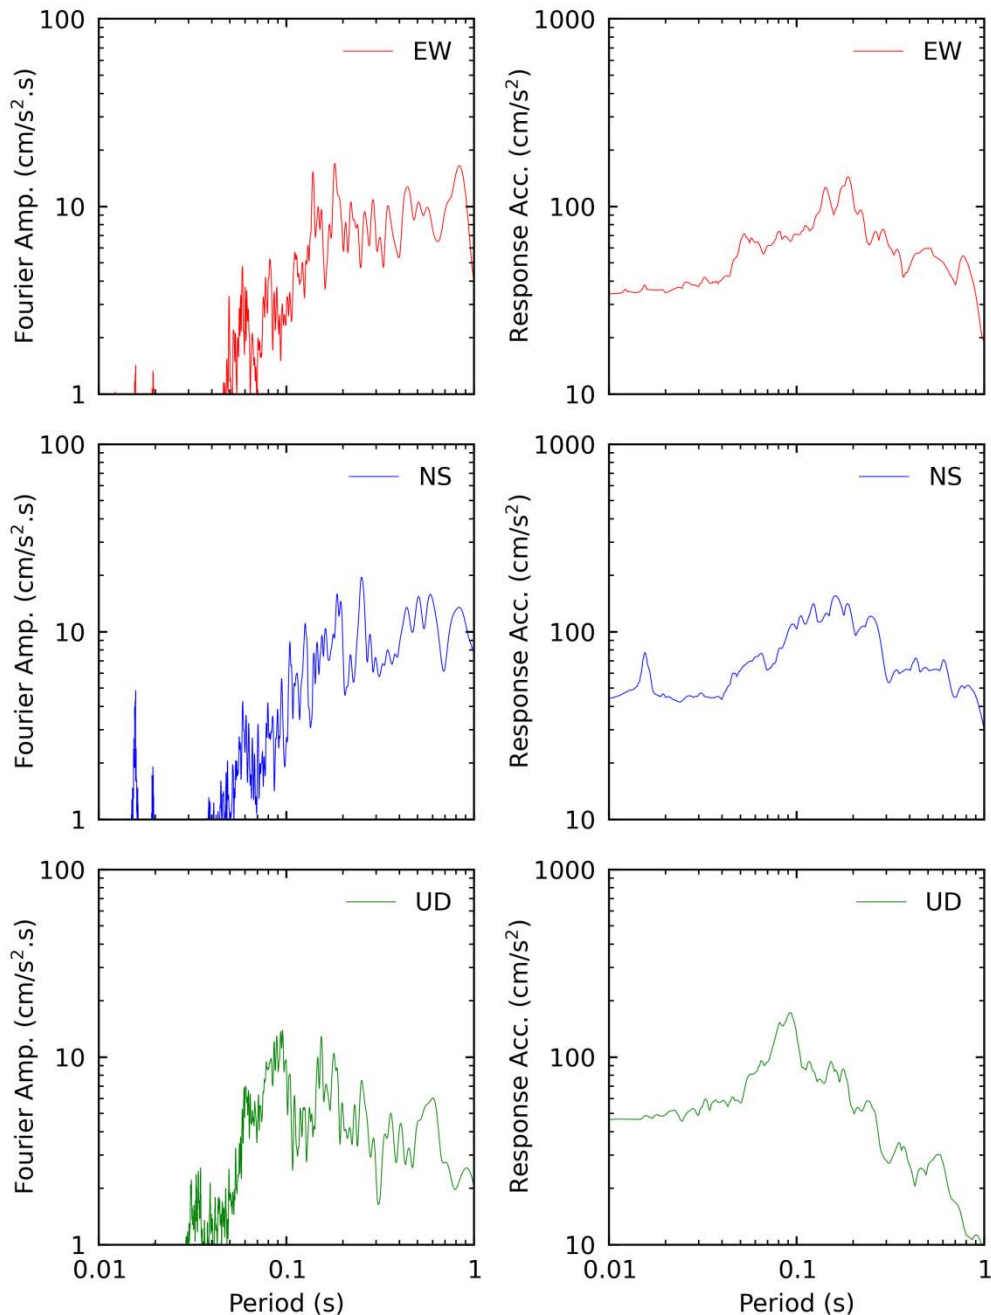 100
10
1
Fourier Amp. (cm/s².s)
EW
1000
100
10
Response Acc. (cm/s²)
EW
100
10
1
Fourier Amp. (cm/s².s)
NS
1000
100
10
Response Acc. (cm/s²)
NS
100
10
1
Fourier Amp. (cm/s².s)
UD
0.01
0.1
1
Period (s)
1000
100
10
Response Acc. (cm/s²)
UD
0.01
0.1
1
Period (s)